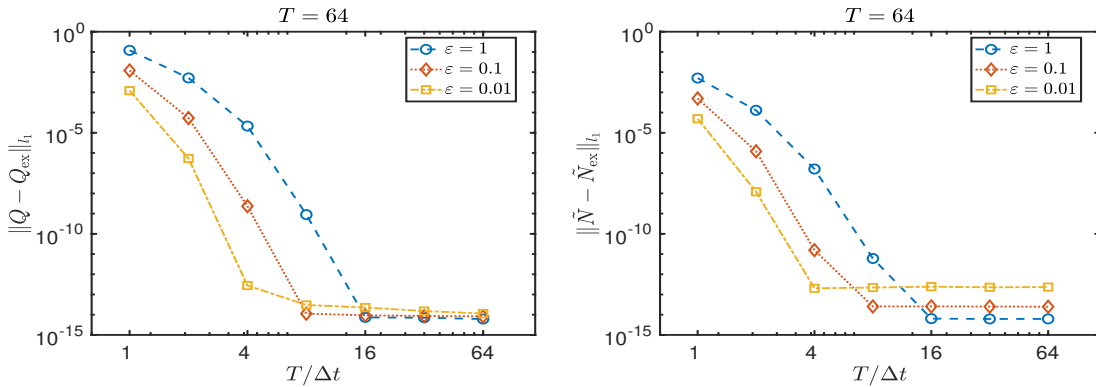 T = 64
10^0
10^-5
10^-10
10^-15
‖Q − Q_ex‖_{l_1}
ε = 1
ε = 0.1
ε = 0.01
1 4 16 64
T/Δt
T = 64
10^0
10^-5
10^-10
10^-15
‖Ñ − Ñ_ex‖_{l_1}
ε = 1
ε = 0.1
ε = 0.01
1 4 16 64
T/Δt